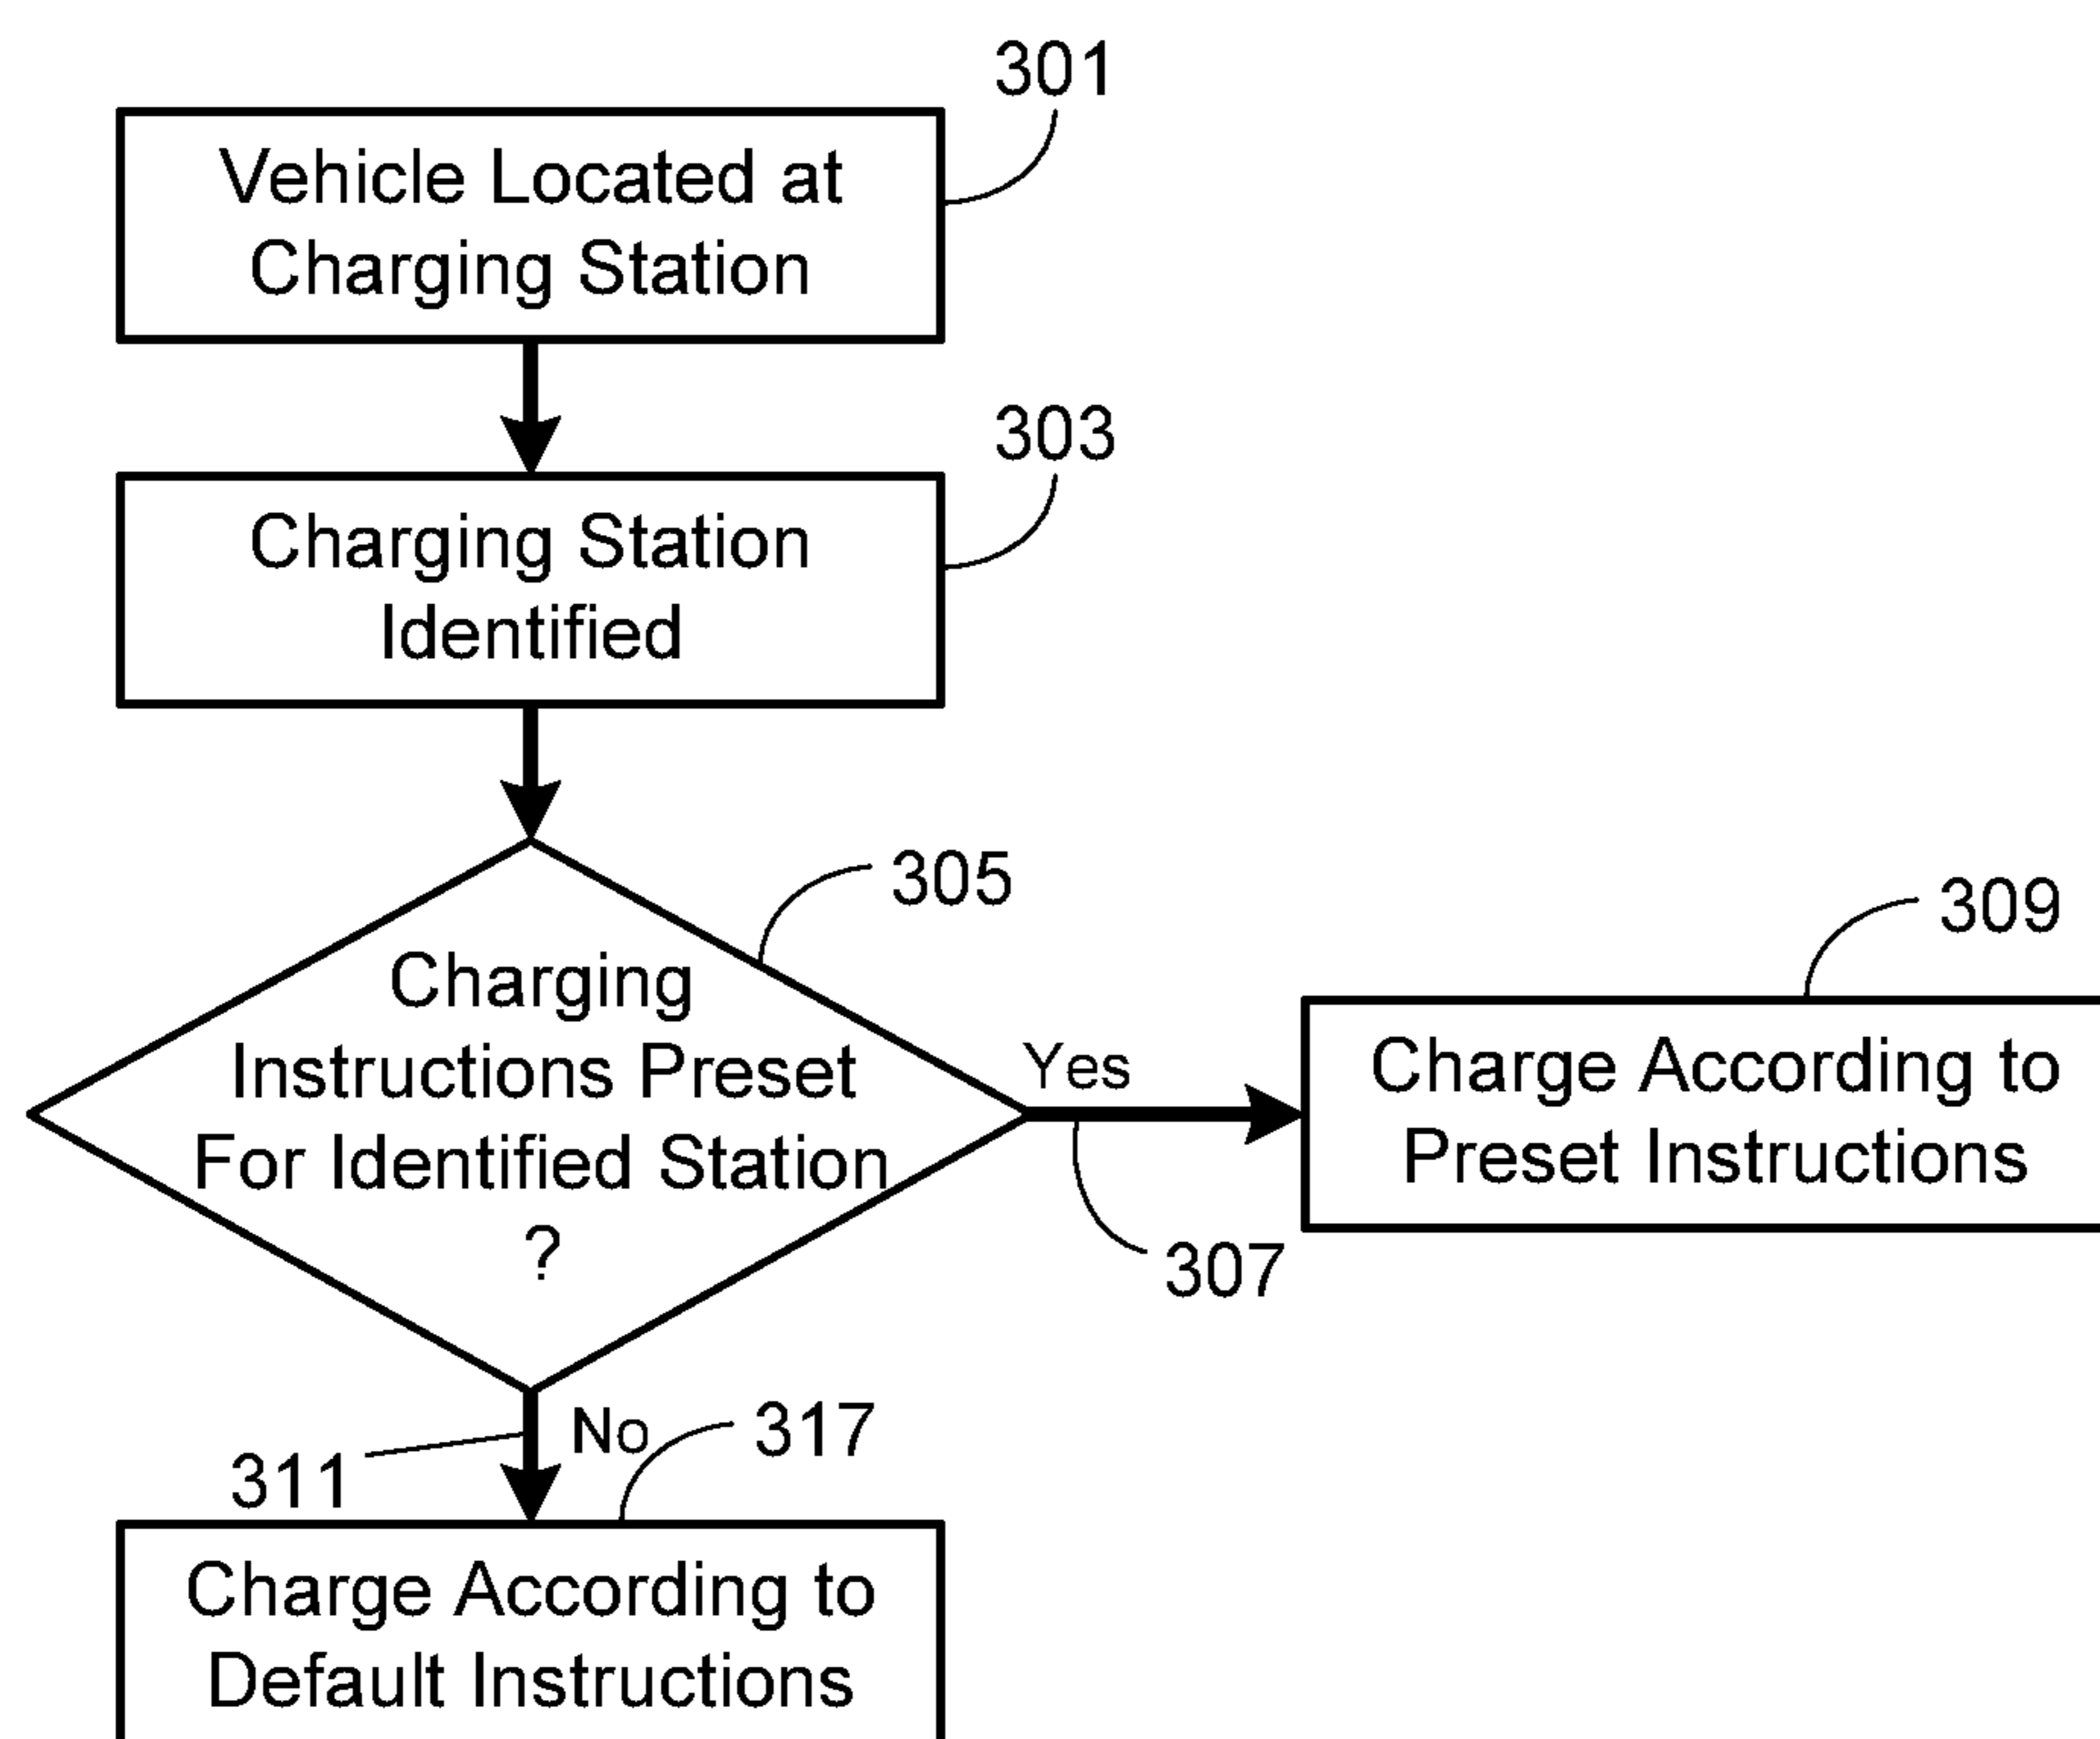 301
Vehicle Located at
Charging Station
303
Charging Station
Identified
305
Charging
Instructions Preset
For Identified Station
?
Yes
307
309
Charge According to
Preset Instructions
311
No
317
Charge According to
Default Instructions